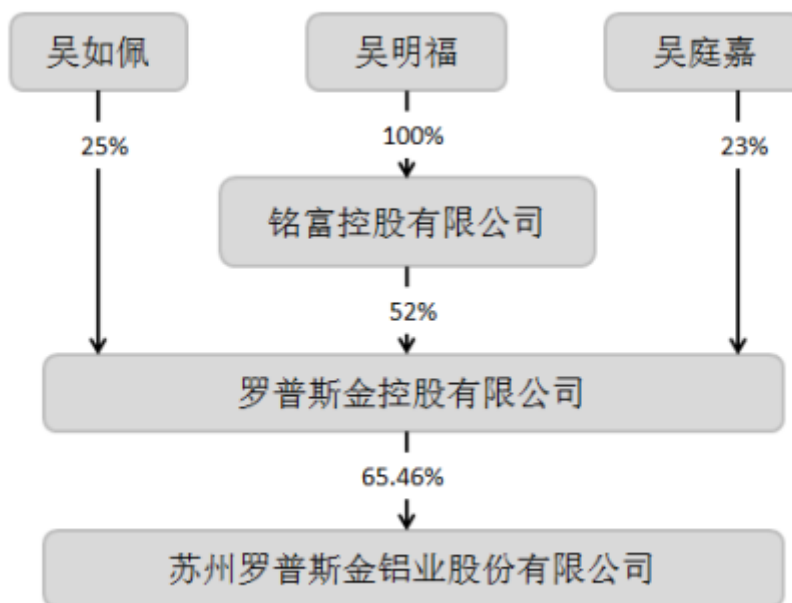 吴如佩
吴明福
吴庭嘉
25%
100%
23%
铭富控股有限公司
52%
罗普斯金控股有限公司
65.46%
苏州罗普斯金铝业股份有限公司